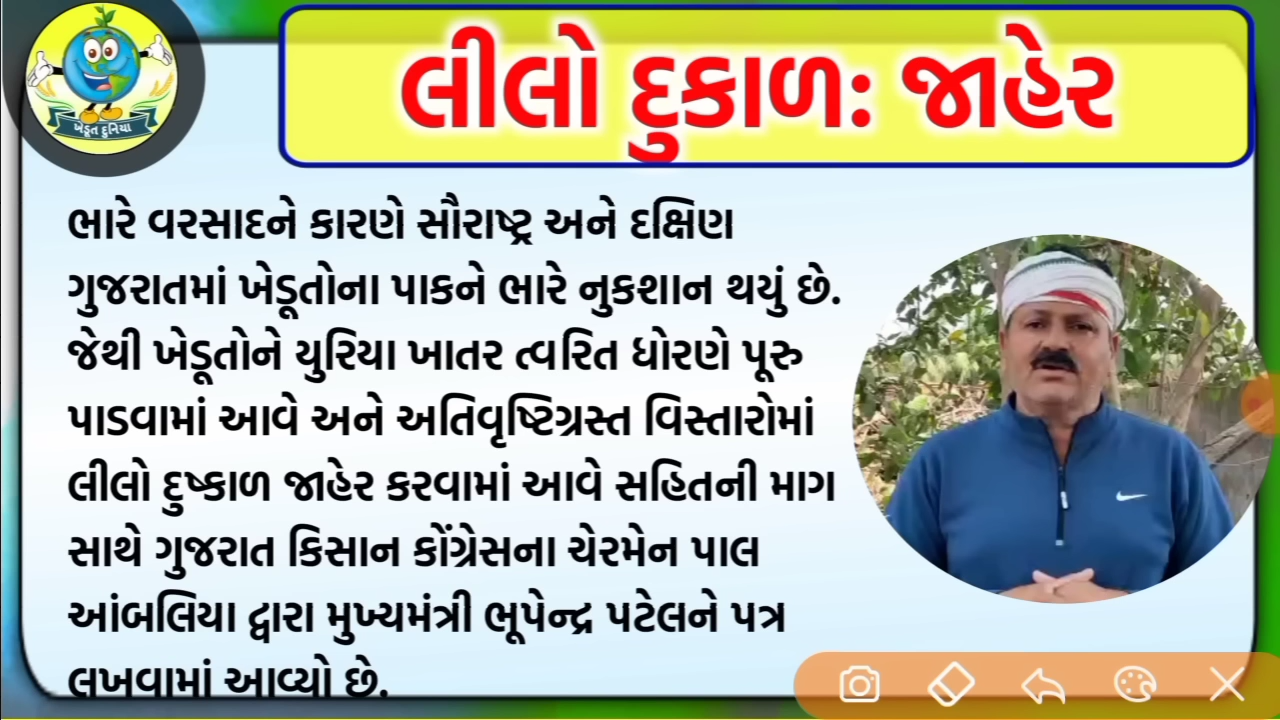 ખેડૂત દુનિયા
લીલો દુકાળ: જાહેર
ભારે વરસાદને કારણે સૌરાષ્ટ્ર અને દક્ષિણ
ગુજરાતમાં ખેડૂતોના પાકને ભારે નુકશાન થયું છે.
જેથી ખેડૂતોને યુરિયા ખાતર ત્વરિત ધોરણે પૂરુ
પાડવામાં આવે અને અતિવૃષ્ટિગ્રસ્ત વિસ્તારોમાં
લીલો દુષ્કાળ જાહેર કરવામાં આવે સહિતની માગ
સાથે ગુજરાત કિસાન કોંગ્રેસના ચેરમેન પાલ
આંબલિયા દ્વારા મુખ્યમંત્રી ભૂપેન્દ્ર પટેલને પત્ર
લખવામાં આવ્યો છે.